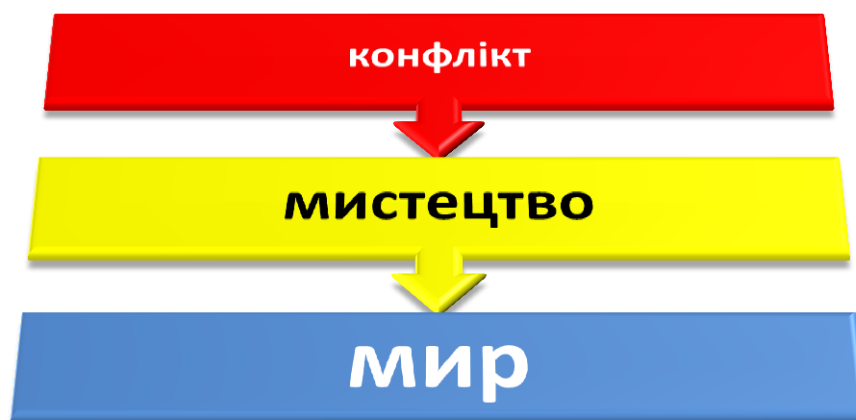 конфлікт
мистецтво
мир